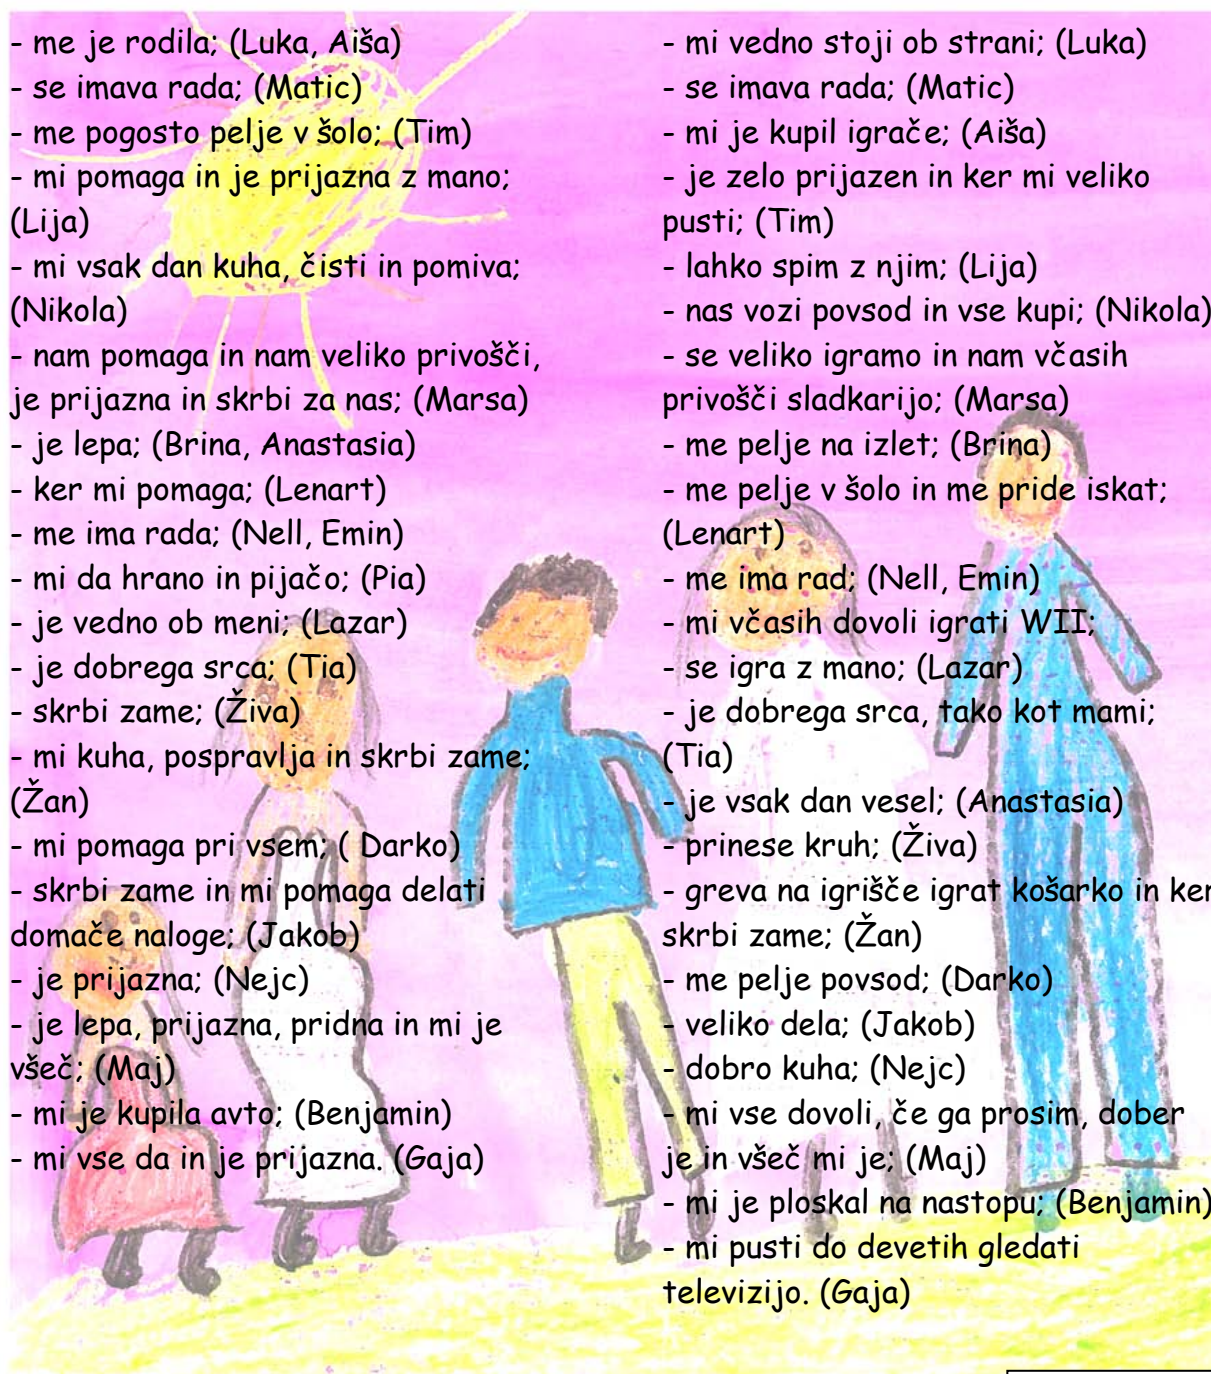 - me je rodila; (Luka, Aiša)
- se imava rada; (Matic)
- me pogosto pelje v šolo; (Tim)
- mi pomaga in je prijazna z mano;
(Lija)
- mi vsak dan kuha, čisti in pomiva;
(Nikola)
- nam pomaga in nam veliko privošči,
je prijazna in skrbi za nas; (Marsa)
- je lepa; (Brina, Anastasia)
- ker mi pomaga; (Lenart)
- me ima rada; (Nell, Emin)
- mi da hrano in pijačo; (Pia)
- je vedno ob meni; (Lazar)
- je dobrega srca; (Tia)
- skrbi zame; (Živa)
- mi kuha, pospravlja in skrbi zame;
(Žan)
- mi pomaga pri vsem; ( Darko)
- skrbi zame in mi pomaga delati
domače naloge; (Jakob)
- je prijazna; (Nejc)
- je lepa, prijazna, pridna in mi je
všeč; (Maj)
- mi je kupila avto; (Benjamin)
- mi vse da in je prijazna. (Gaja)
- mi vedno stoji ob strani; (Luka)
- se imava rada; (Matic)
- mi je kupil igrače; (Aiša)
- je zelo prijazen in ker mi veliko
pusti; (Tim)
- lahko spim z njim; (Lija)
- nas vozi povsod in vse kupi; (Nikola)
- se veliko igramo in nam včasih
privošči sladkarijo; (Marsa)
- me pelje na izlet; (Brina)
- me pelje v šolo in me pride iskat;
(Lenart)
- me ima rad; (Nell, Emin)
- mi včasih dovoli igrati WII;
- se igra z mano; (Lazar)
- je dobrega srca, tako kot mami;
(Tia)
- je vsak dan vesel; (Anastasia)
- prinese kruh; (Živa)
- greva na igrišče igrat košarko in ker
skrbi zame; (Žan)
- me pelje povsod; (Darko)
- veliko dela; (Jakob)
- dobro kuha; (Nejc)
- mi vse dovoli, če ga prosim, dober
je in všeč mi je; (Maj)
- mi je ploskal na nastopu; (Benjamin)
- mi pusti do devetih gledati
televizijo. (Gaja)